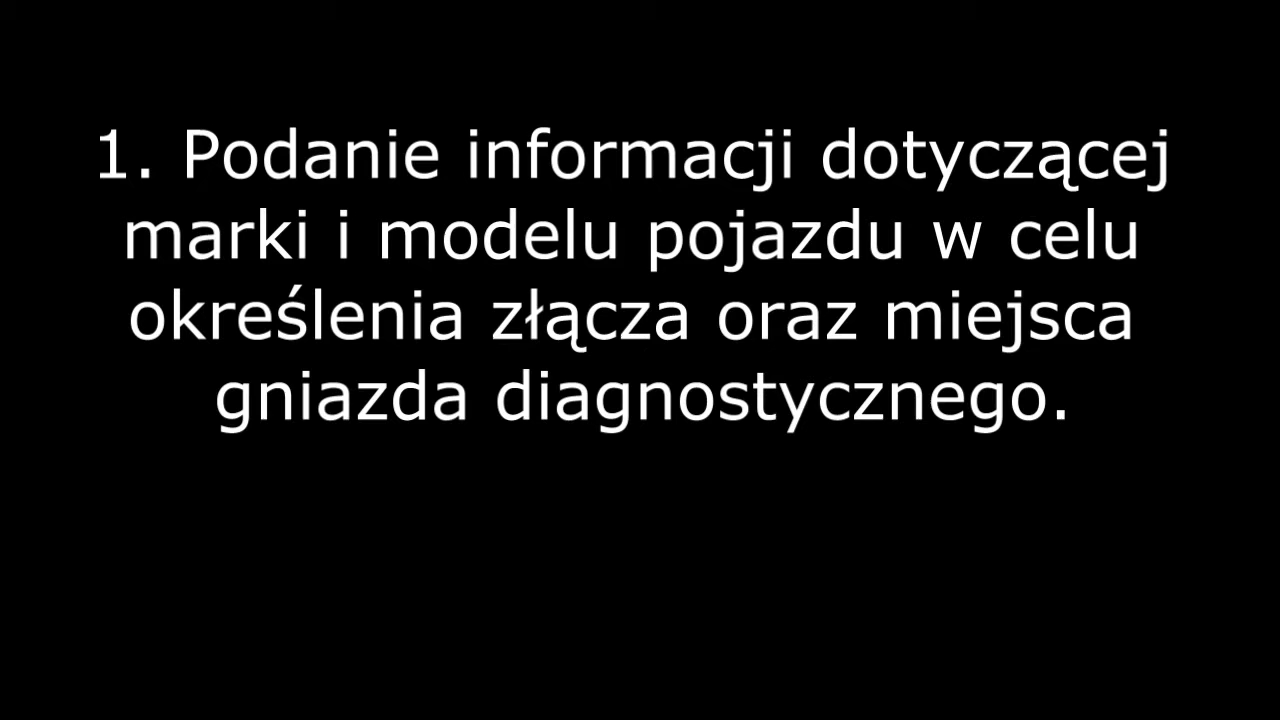 1. Podanie informacji dotyczącej
marki i modelu pojazdu w celu
określenia złącza oraz miejsca
gniazda diagnostycznego.